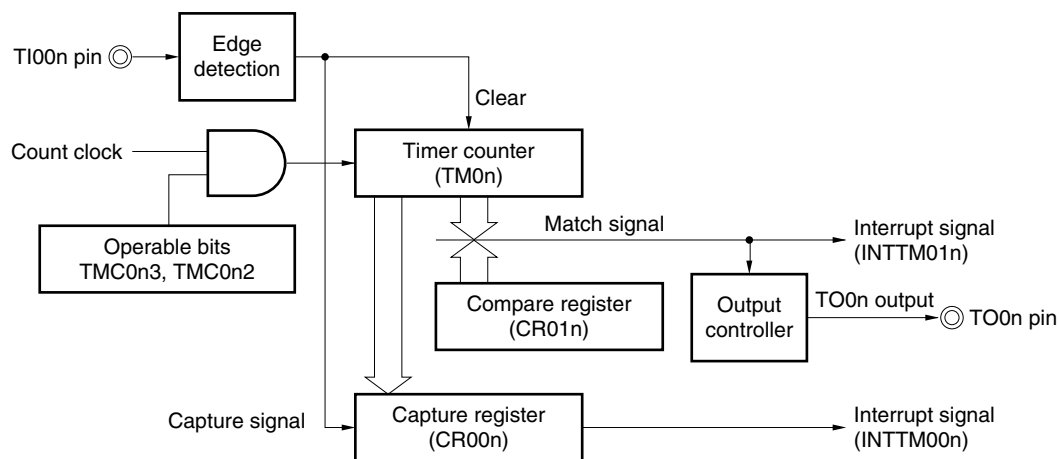 TI00n pin
Edge
detection
Clear
Count clock
Timer counter
(TM0n)
Operable bits
TMC0n3, TMC0n2
Match signal
Interrupt signal
(INTTM01n)
Compare register
(CR01n)
Output
controller
TO0n output
TO0n pin
Capture signal
Capture register
(CR00n)
Interrupt signal
(INTTM00n)